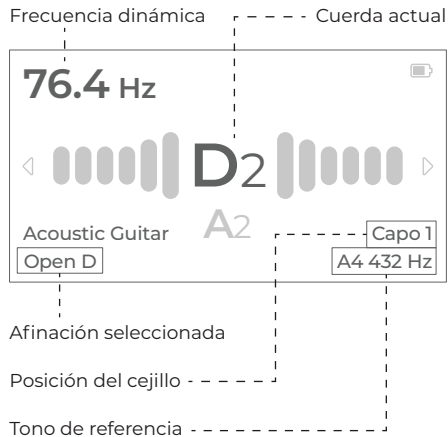 Frecuencia dinámica
Cuerda actual
76.4 Hz
D2
A2
Acoustic Guitar
Capo 1
Open D
A4 432 Hz
Afinación seleccionada
Posición del cejillo
Tono de referencia